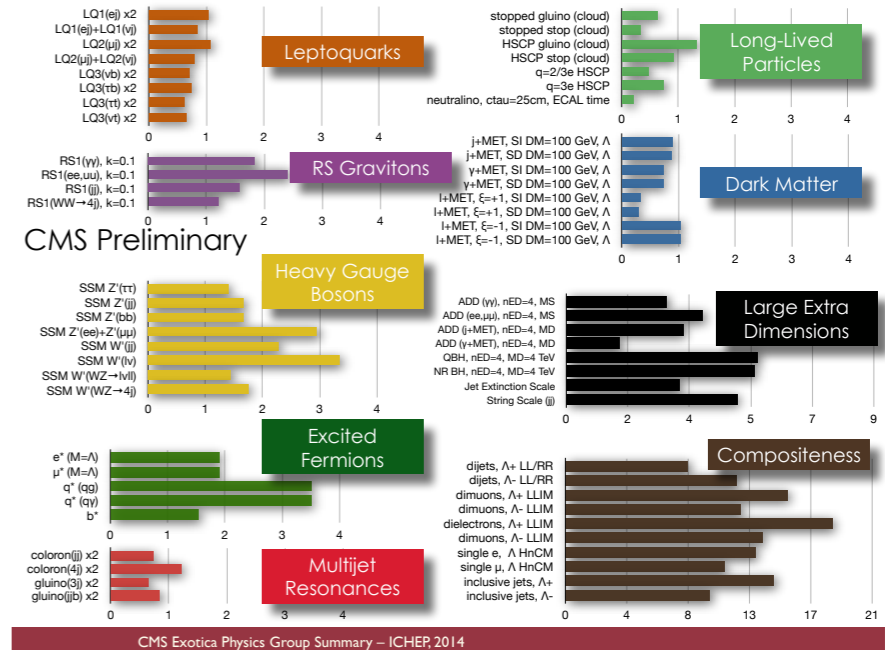 LQ1(ej) x2
LQ1(ej)+LQ1(νj)
LQ2(μj) x2
LQ2(μj)+LQ2(νj)
LQ3(νb) x2
LQ3(τb) x2
LQ3(τt) x2
LQ3(vt) x2
0 1 2 3 4
Leptoquarks
RS1(γγ), k=0.1
RS1(ee,uu), k=0.1
RS1(jj), k=0.1
RS1(WW→4j), k=0.1
0 1 2 3 4
RS Gravitons
CMS Preliminary
SSM Z'(ττ)
SSM Z'(jj)
SSM Z'(bb)
SSM Z'(ee)+Z'(μμ)
SSM W'(jj)
SSM W'(lv)
SSM W'(WZ→lvll)
SSM W'(WZ→4j)
0 1 2 3 4
Heavy Gauge
Bosons
e* (M=Λ)
μ* (M=Λ)
q* (qg)
q* (qγ)
b*
0 1 2 3 4
Excited
Fermions
coloron(jj) x2
coloron(4j) x2
gluino(3j) x2
gluino(jjb) x2
0 1 2 3 4
Multijet
Resonances
stopped gluino (cloud)
stopped stop (cloud)
HSCP gluino (cloud)
HSCP stop (cloud)
q=2/3e HSCP
q=3e HSCP
neutralino, ctau=25cm, ECAL time
0 1 2 3 4
Long-Lived
Particles
j+MET, SI DM=100 GeV, Λ
j+MET, SD DM=100 GeV, Λ
γ+MET, SI DM=100 GeV, Λ
γ+MET, SD DM=100 GeV, Λ
l+MET, ξ=+1, SI DM=100 GeV, Λ
l+MET, ξ=+1, SD DM=100 GeV, Λ
l+MET, ξ=-1, SI DM=100 GeV, Λ
l+MET, ξ=-1, SD DM=100 GeV, Λ
0 1 2 3 4
Dark Matter
ADD (γγ), nED=4, MS
ADD (ee,μμ), nED=4, MS
ADD (j+MET), nED=4, MD
ADD (γ+MET), nED=4, MD
QBH, nED=4, MD=4 TeV
NR BH, nED=4, MD=4 TeV
Jet Extinction Scale
String Scale (jj)
0 2 4 5 7 9
Large Extra
Dimensions
dijets, Λ+ LL/RR
dijets, Λ- LL/RR
dimuons, Λ+ LLIM
dimuons, Λ- LLIM
dielectrons, Λ+ LLIM
dimuons, Λ- LLIM
single e, Λ HnCM
single μ, Λ HnCM
inclusive jets, Λ+
inclusive jets, Λ-
0 4 8 13 17 21
Compositeness
CMS Exotica Physics Group Summary – ICHEP, 2014